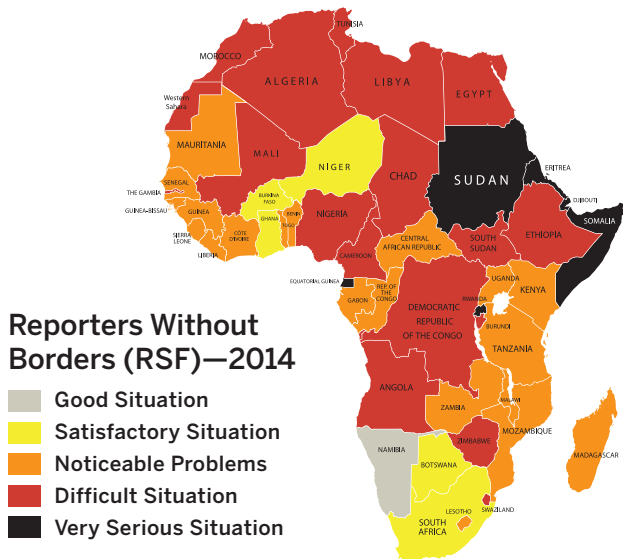 TUNISIA
MOROCCO
ALGERIA
LIBYA
EGYPT
Western
Sahara
MAURITANIA
MALI
NIGER
CHAD
SUDAN
ERITREA
SENEGAL
THE GAMBIA
GUINEA-BISSAU
GUINEA
SIERRA
LEONE
LIBERIA
CÔTE
D'IVOIRE
BURKINA
FASO
GHANA
TOGO
BENIN
NIGERIA
CAMEROON
CENTRAL
AFRICAN REPUBLIC
SOUTH
SUDAN
ETHIOPIA
DJIBOUTI
SOMALIA
EQUATORIAL GUINEA
GABON
REP. OF
THE
CONGO
DEMOCRATIC
REPUBLIC
OF THE CONGO
UGANDA
KENYA
RWANDA
BURUNDI
TANZANIA
ANGOLA
ZAMBIA
MALAWI
MOZAMBIQUE
ZIMBABWE
MADAGASCAR
NAMIBIA
BOTSWANA
SOUTH
AFRICA
LESOTHO
SWAZILAND
Reporters Without
Borders (RSF)—2014
Good Situation
Satisfactory Situation
Noticeable Problems
Difficult Situation
Very Serious Situation